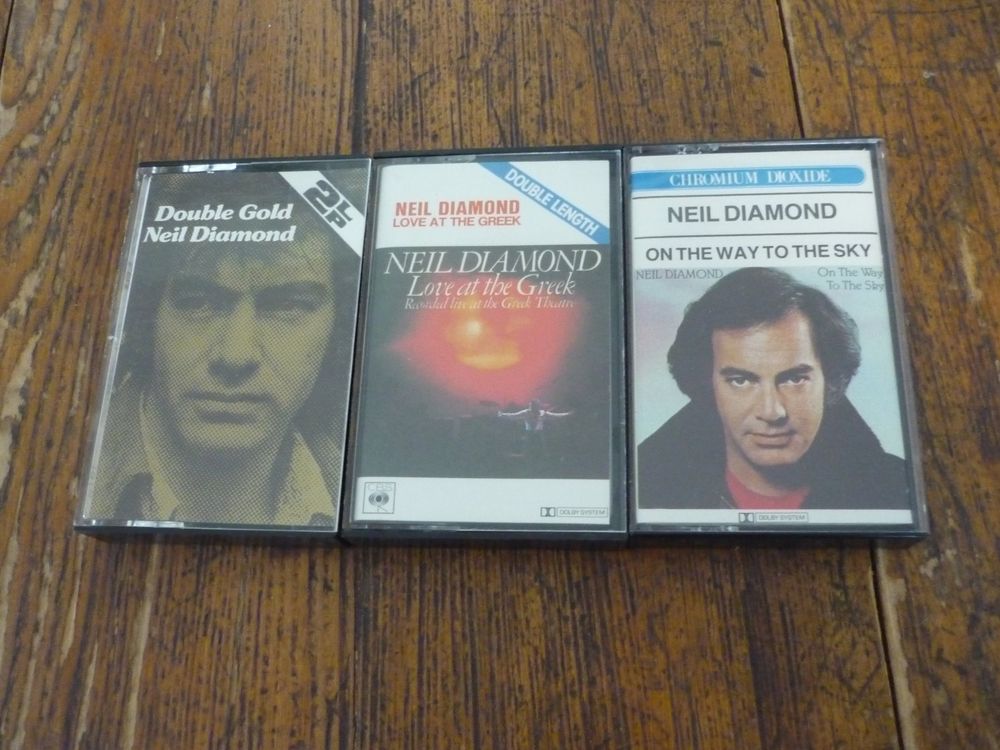 Double Gold
Neil Diamond
2LP
DOUBLE LENGTH
NEIL DIAMOND
LOVE AT THE GREEK
NEIL DIAMOND
Love at the Greek
Recorded live at the Greek Theatre
CBS
DOLBY SYSTEM
CHROMIUM DIOXIDE
NEIL DIAMOND
ON THE WAY TO THE SKY
NEIL DIAMOND
On The Way
To The Sky
DOLBY SYSTEM